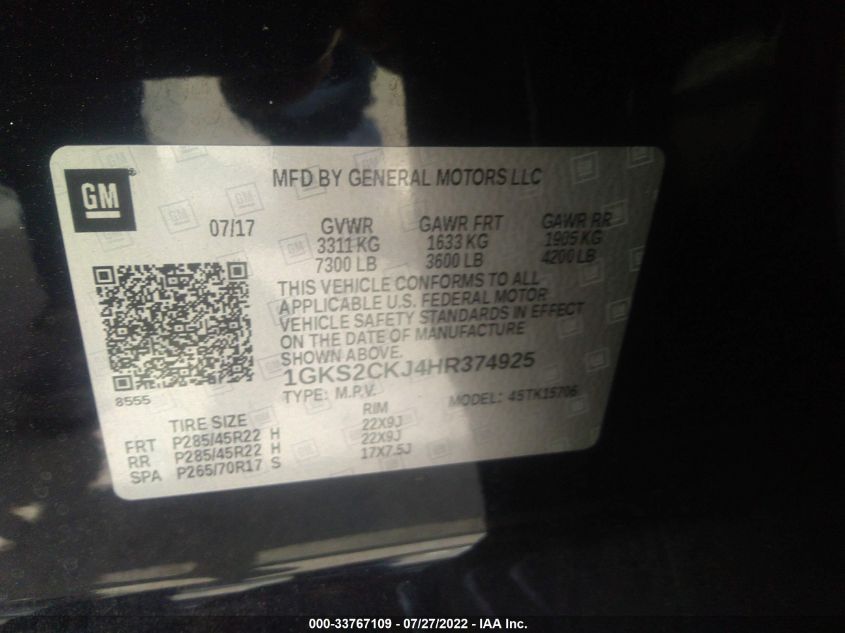 GM
MFD BY GENERAL MOTORS LLC
07/17 GVWR GAWR FRT GAWR RR
3311 KG 1633 KG 1905 KG
7300 LB 3600 LB 4200 LB
THIS VEHICLE CONFORMS TO ALL
APPLICABLE U.S. FEDERAL MOTOR
VEHICLE SAFETY STANDARDS IN EFFECT
ON THE DATE OF MANUFACTURE
SHOWN ABOVE.
1GKS2CKJ4HR374925
8555 TYPE: M.P.V. MODEL: 4STK15706
TIRE SIZE RIM
FRT P285/45R22 H 22X9J
RR P285/45R22 H 22X9J
SPA P265/70R17 S 17X7.5J
000-33767109 - 07/27/2022 - IAA Inc.